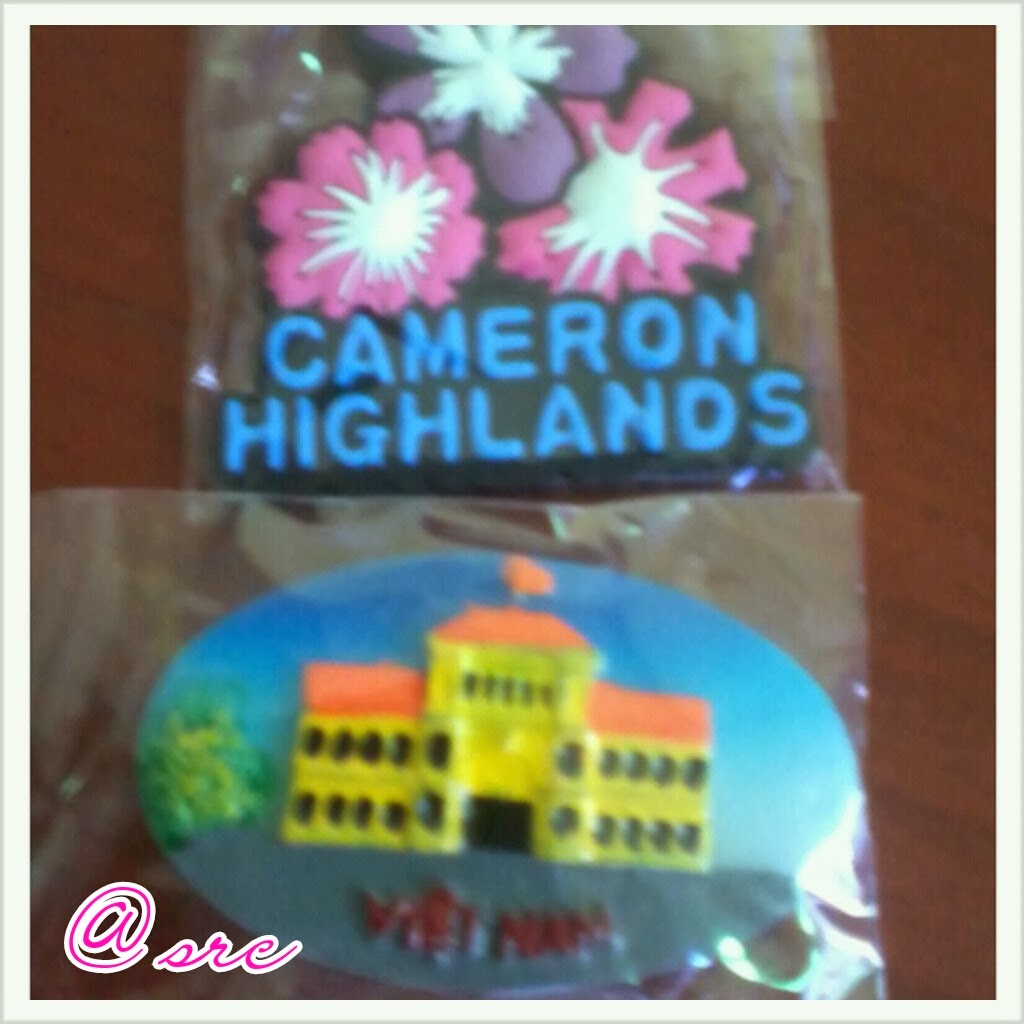 CAMERON
HIGHLANDS
VIỆT NAM
@src